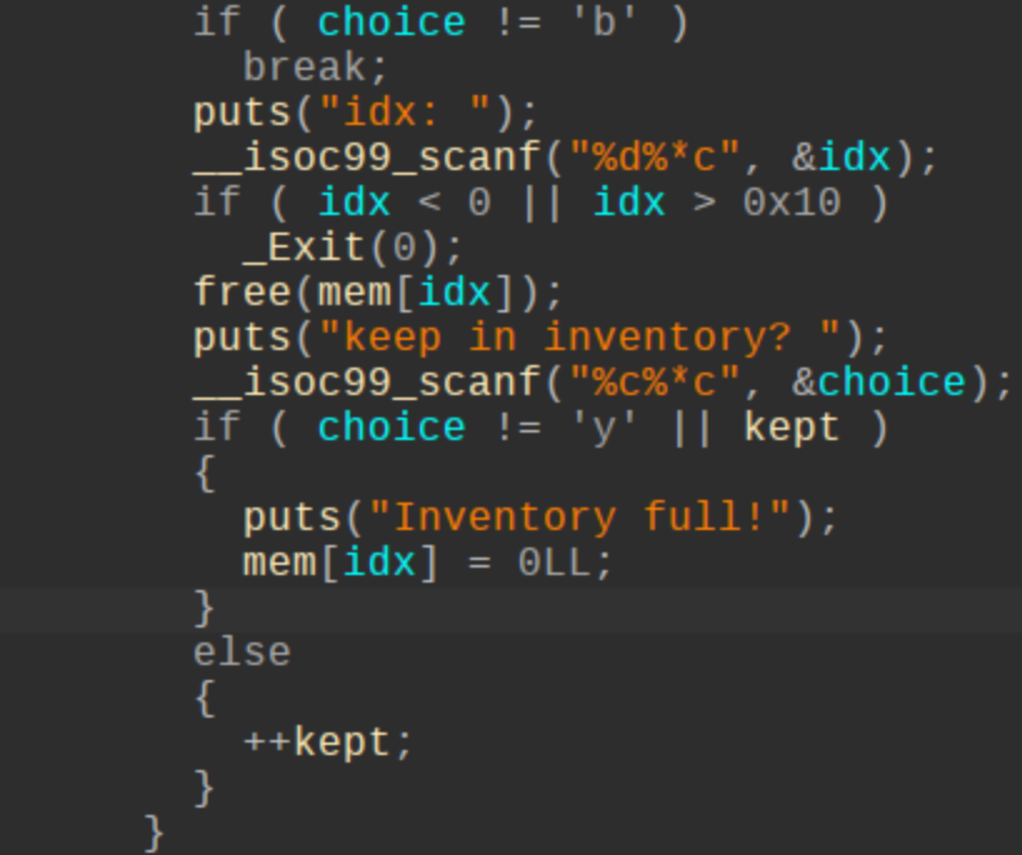 if ( choice != 'b' )
break;
puts("idx: ");
__isoc99_scanf("%d%*c", &idx);
if ( idx < 0 || idx > 0x10 )
_Exit(0);
free(mem[idx]);
puts("keep in inventory? ");
__isoc99_scanf("%c%*c", &choice);
if ( choice != 'y' || kept )
{
puts("Inventory full!");
mem[idx] = 0LL;
}
else
{
++kept;
}
}